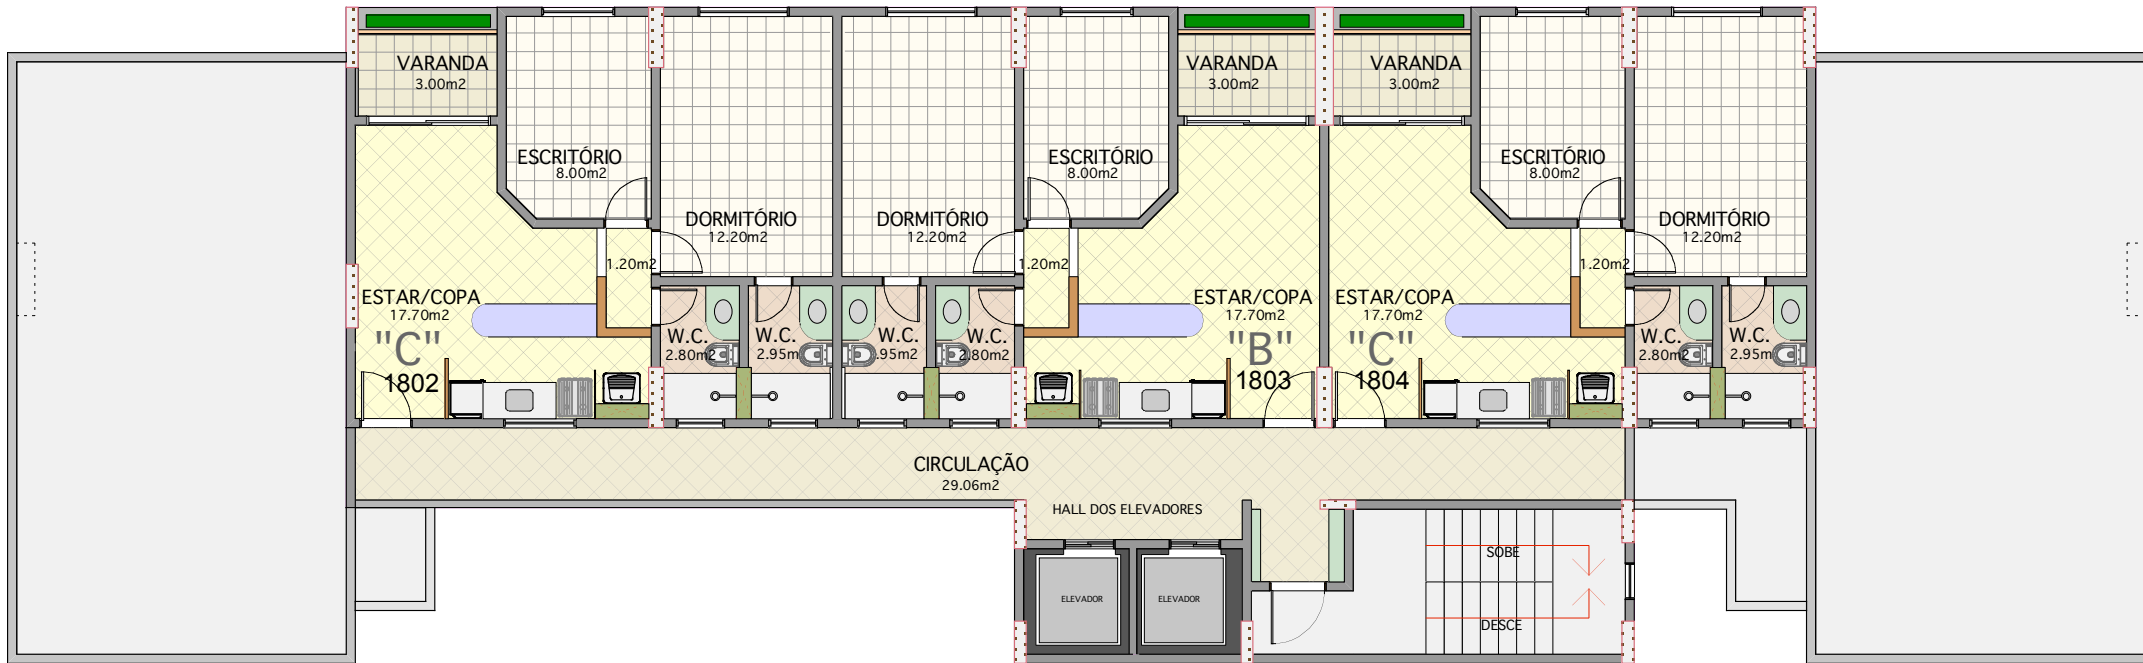 VARANDA
3.00m2
ESCRITÓRIO
8.00m2
DORMITÓRIO
12.20m2
1.20m2
ESTAR/COPA
17.70m2
"C"
1802
W.C.
2.80m2
W.C.
2.95m
DORMITÓRIO
12.20m2
ESCRITÓRIO
8.00m2
VARANDA
3.00m2
1.20m2
W.C.
.95m2
W.C.
2.80m2
ESTAR/COPA
17.70m2
"B"
1803
VARANDA
3.00m2
ESCRITÓRIO
8.00m2
DORMITÓRIO
12.20m2
1.20m2
ESTAR/COPA
17.70m2
"C"
1804
W.C.
2.80m2
W.C.
2.95m
CIRCULAÇÃO
29.06m2
HALL DOS ELEVADORES
ELEVADOR
ELEVADOR
SOBE
DESCE